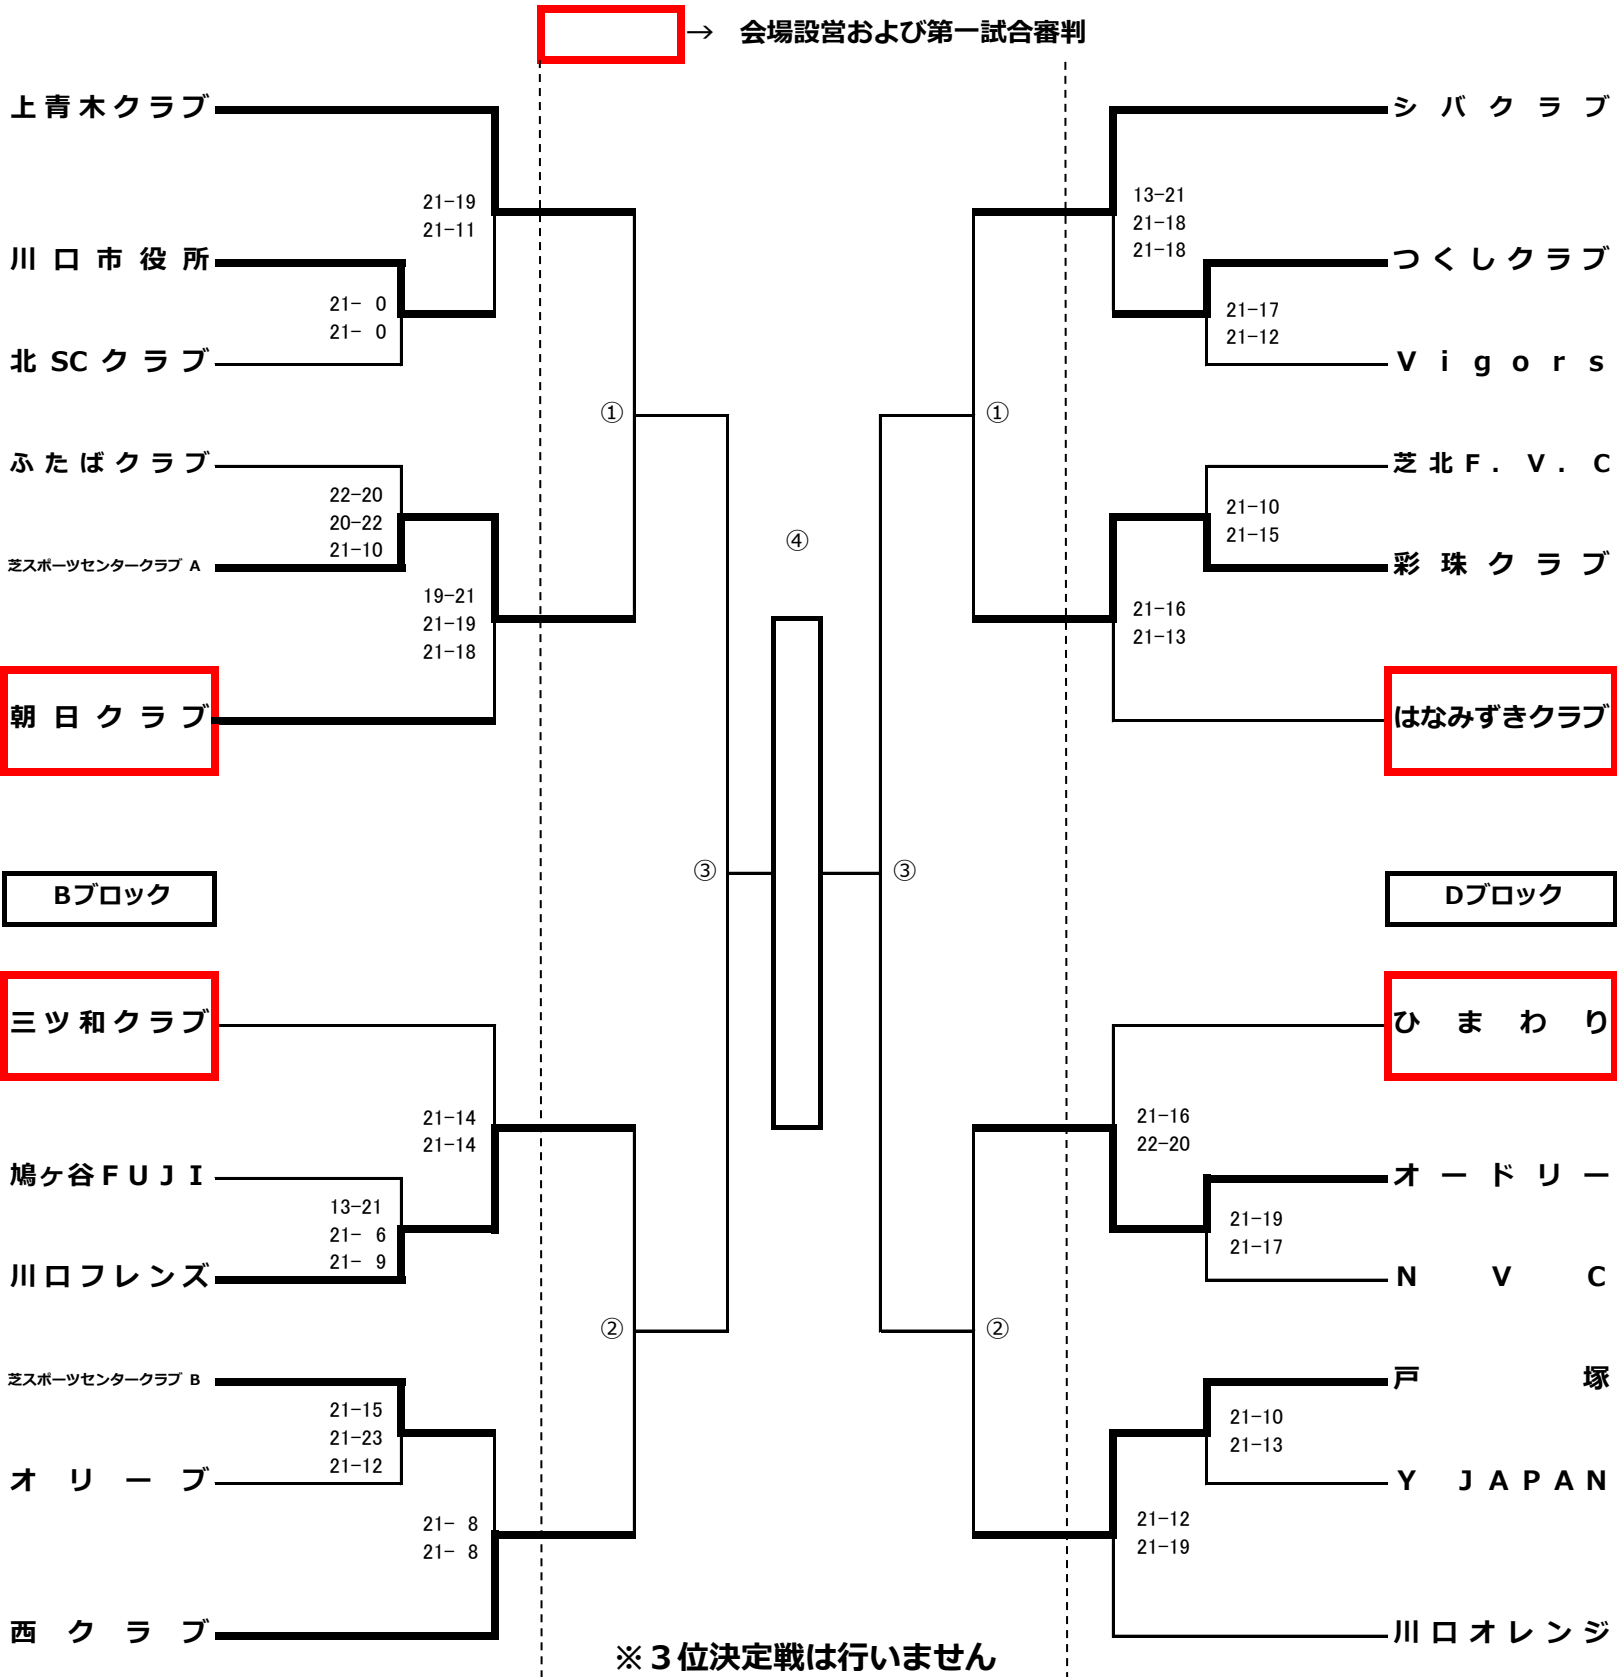 → 会場設営および第一試合審判
上青木クラブ
シバクラブ
21-19
21-11
13-21
21-18
21-18
川口市役所
つくしクラブ
21- 0
21- 0
21-17
21-12
北 SC クラブ
Vigors
①
①
ふたばクラブ
芝北F.V.C
22-20
20-22
21-10
21-10
21-15
④
芝スポーツセンタークラブ A
彩珠クラブ
19-21
21-19
21-18
21-16
21-13
朝日クラブ
はなみずきクラブ
③
③
Bブロック
Dブロック
三ツ和クラブ
ひまわり
21-14
21-14
21-16
22-20
鳩ヶ谷FUJI
オードリー
13-21
21- 6
21- 9
21-19
21-17
川口フレンズ
NVC
②
②
芝スポーツセンタークラブ B
戸塚
21-15
21-23
21-12
21-10
21-13
オリーブ
Y JAPAN
21- 8
21- 8
21-12
21-19
西クラブ
川口オレンジ
※３位決定戦は行いません